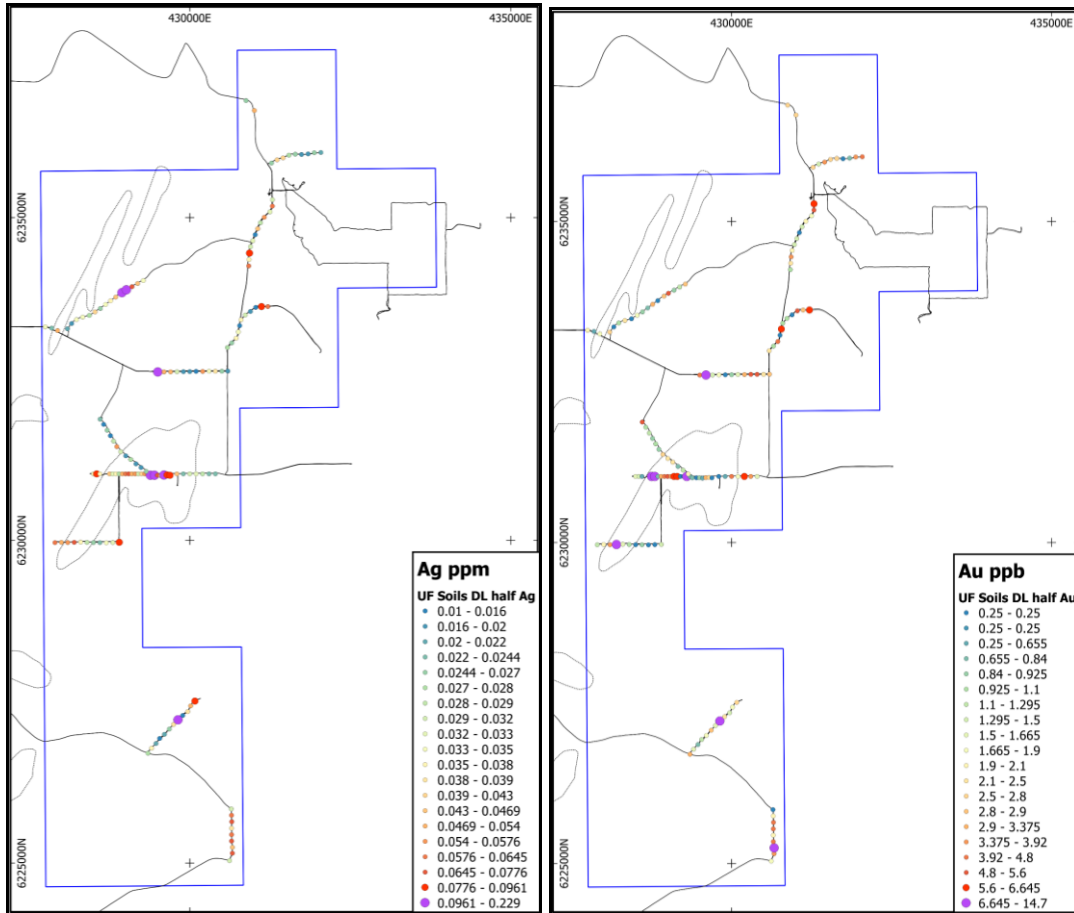 430000E
435000E
6235000N
6230000N
6225000N
Ag ppm
UF Soils DL half Ag
0.01 - 0.016
0.016 - 0.02
0.02 - 0.022
0.022 - 0.0244
0.0244 - 0.027
0.027 - 0.028
0.028 - 0.029
0.029 - 0.032
0.032 - 0.033
0.033 - 0.035
0.035 - 0.038
0.038 - 0.039
0.039 - 0.043
0.043 - 0.0469
0.0469 - 0.054
0.054 - 0.0576
0.0576 - 0.0645
0.0645 - 0.0776
0.0776 - 0.0961
0.0961 - 0.229
430000E
435000E
6235000N
6230000N
6225000N
Au ppb
UF Soils DL half Au
0.25 - 0.25
0.25 - 0.25
0.25 - 0.655
0.655 - 0.84
0.84 - 0.925
0.925 - 1.1
1.1 - 1.295
1.295 - 1.5
1.5 - 1.665
1.665 - 1.9
1.9 - 2.1
2.1 - 2.5
2.5 - 2.8
2.8 - 2.9
2.9 - 3.375
3.375 - 3.92
3.92 - 4.8
4.8 - 5.6
5.6 - 6.645
6.645 - 14.7